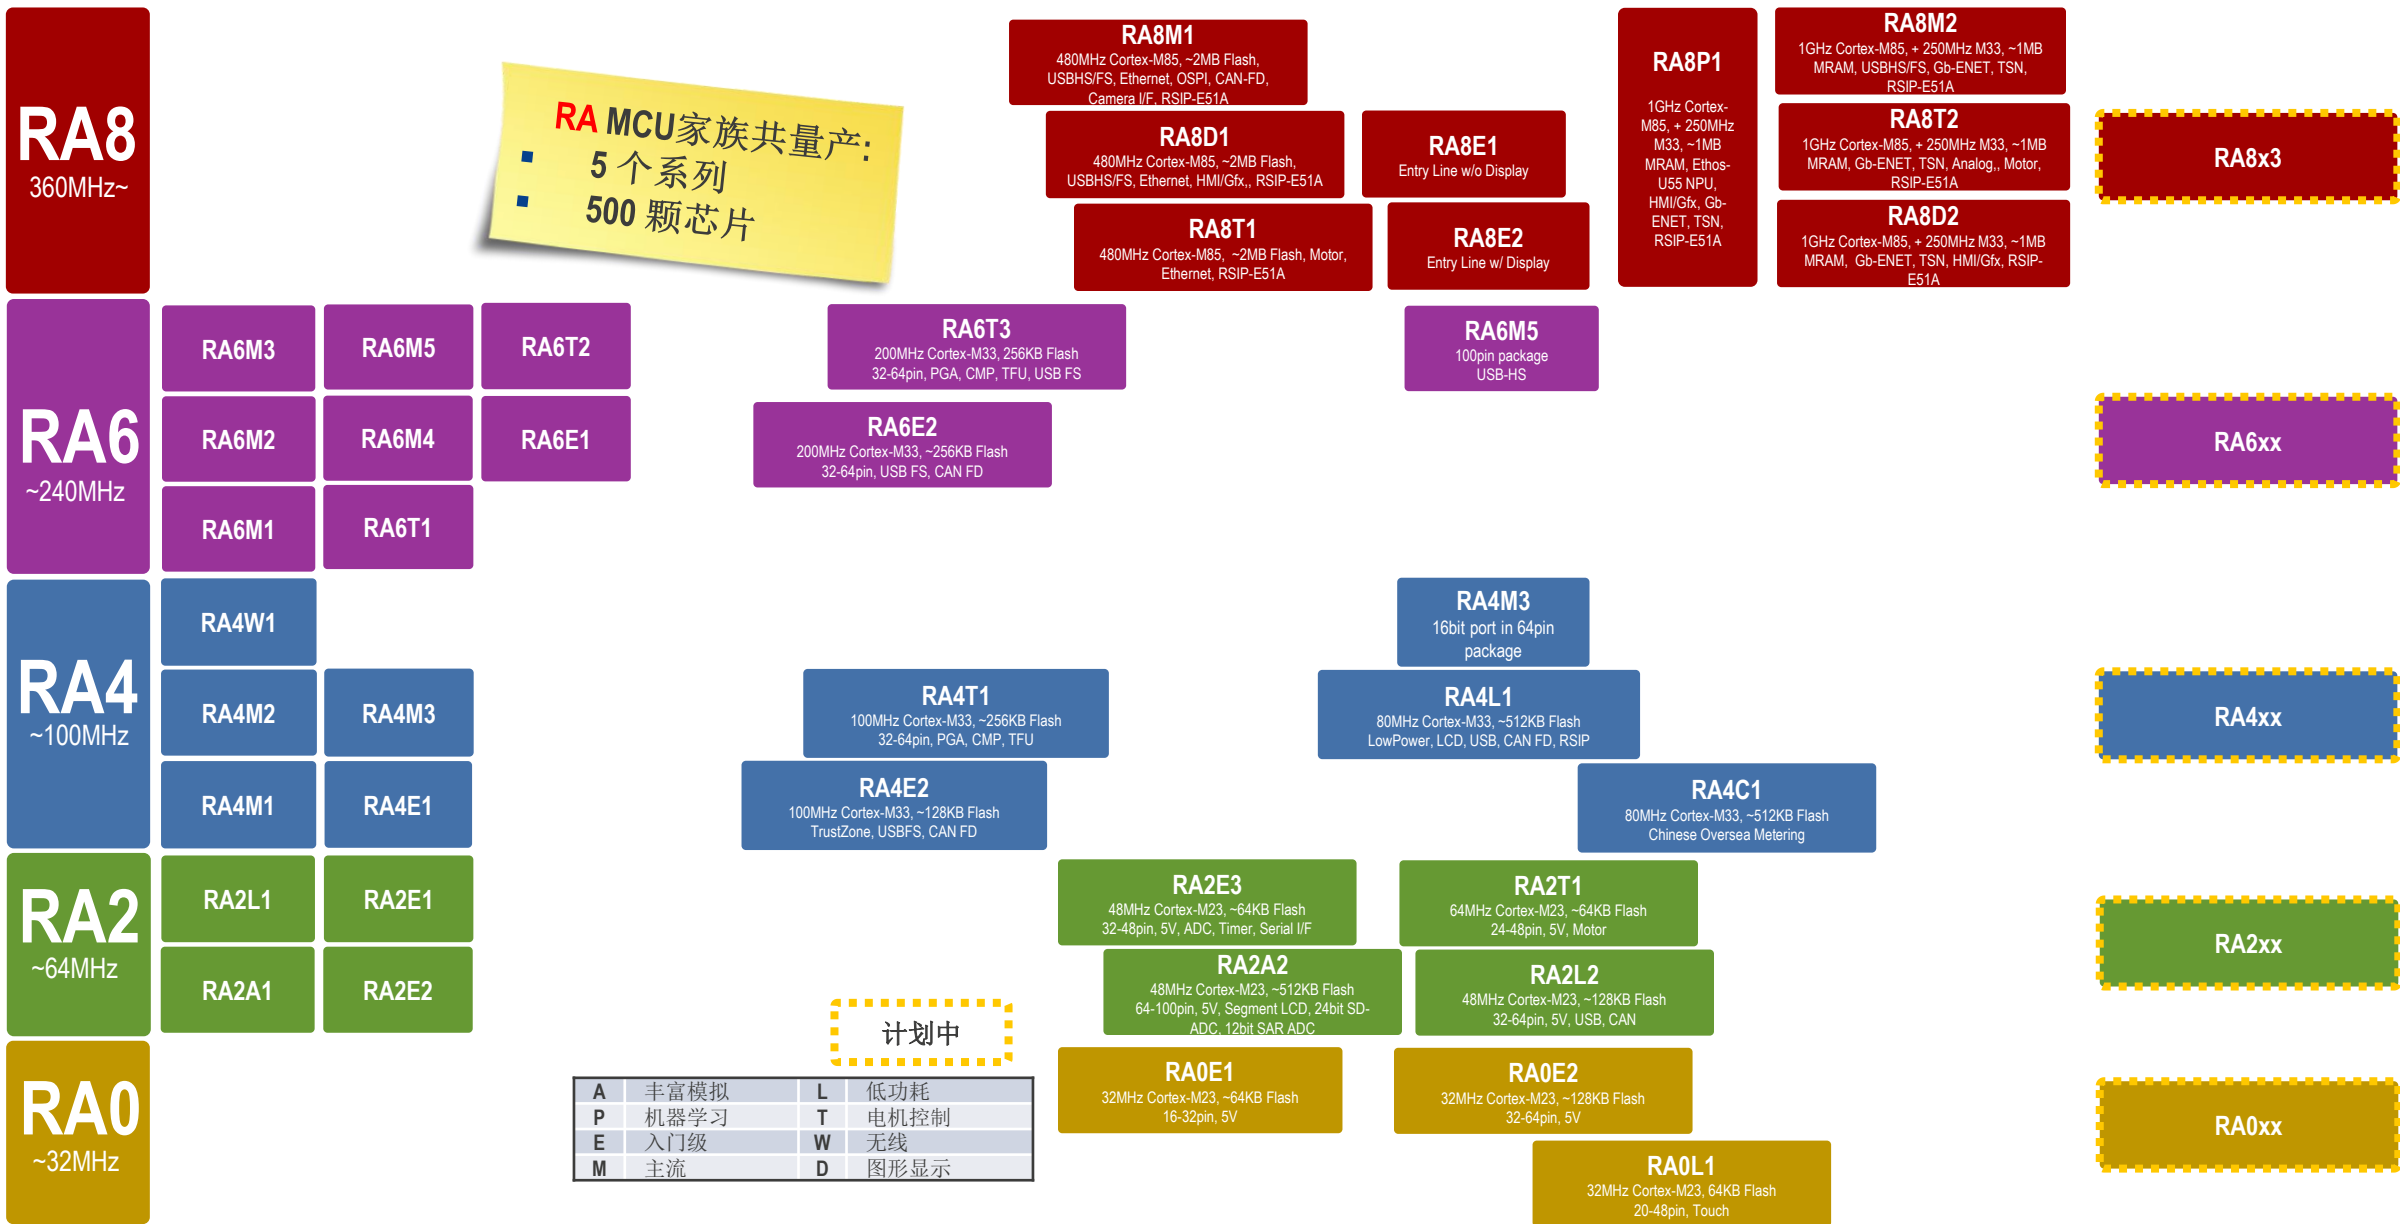 RA8
360MHz~
RA MCU家族共量产:
▪ 5 个系列
▪ 500 颗芯片
RA8M1
480MHz Cortex-M85, ~2MB Flash,
USBHS/FS, Ethernet, OSPI, CAN-FD,
Camera I/F, RSIP-E51A
RA8D1
480MHz Cortex-M85, ~2MB Flash,
USBHS/FS, Ethernet, HMI/Gfx,, RSIP-E51A
RA8T1
480MHz Cortex-M85, ~2MB Flash, Motor,
Ethernet, RSIP-E51A
RA8E1
Entry Line w/o Display
RA8E2
Entry Line w/ Display
RA8P1
1GHz Cortex-
M85, + 250MHz
M33, ~1MB
MRAM, Ethos-
U55 NPU,
HMI/Gfx, Gb-
ENET, TSN,
RSIP-E51A
RA8M2
1GHz Cortex-M85, + 250MHz M33, ~1MB
MRAM, USBHS/FS, Gb-ENET, TSN,
RSIP-E51A
RA8T2
1GHz Cortex-M85, + 250MHz M33, ~1MB
MRAM, Gb-ENET, TSN, Analog,, Motor,
RSIP-E51A
RA8D2
1GHz Cortex-M85, + 250MHz M33, ~1MB
MRAM, Gb-ENET, TSN, HMI/Gfx, RSIP-
E51A
RA8x3
RA6
~240MHz
RA6M3
RA6M5
RA6T2
RA6M2
RA6M4
RA6E1
RA6M1
RA6T1
RA6T3
200MHz Cortex-M33, 256KB Flash
32-64pin, PGA, CMP, TFU, USB FS
RA6E2
200MHz Cortex-M33, ~256KB Flash
32-64pin, USB FS, CAN FD
RA6M5
100pin package
USB-HS
RA6xx
RA4
~100MHz
RA4W1
RA4M2
RA4M3
RA4M1
RA4E1
RA4T1
100MHz Cortex-M33, ~256KB Flash
32-64pin, PGA, CMP, TFU
RA4E2
100MHz Cortex-M33, ~128KB Flash
TrustZone, USBFS, CAN FD
RA4M3
16bit port in 64pin
package
RA4L1
80MHz Cortex-M33, ~512KB Flash
LowPower, LCD, USB, CAN FD, RSIP
RA4C1
80MHz Cortex-M33, ~512KB Flash
Chinese Oversea Metering
RA4xx
RA2
~64MHz
RA2L1
RA2E1
RA2A1
RA2E2
RA2E3
48MHz Cortex-M23, ~64KB Flash
32-48pin, 5V, ADC, Timer, Serial I/F
RA2T1
64MHz Cortex-M23, ~64KB Flash
24-48pin, 5V, Motor
RA2A2
48MHz Cortex-M23, ~512KB Flash
64-100pin, 5V, Segment LCD, 24bit SD-
ADC, 12bit SAR ADC
RA2L2
48MHz Cortex-M23, ~128KB Flash
32-64pin, 5V, USB, CAN
RA2xx
计划中
RA0
~32MHz
A 丰富模拟 L 低功耗
P 机器学习 T 电机控制
E 入门级 W 无线
M 主流 D 图形显示
RA0E1
32MHz Cortex-M23, ~64KB Flash
16-32pin, 5V
RA0E2
32MHz Cortex-M23, ~128KB Flash
32-64pin, 5V
RA0L1
32MHz Cortex-M23, 64KB Flash
20-48pin, Touch
RA0xx